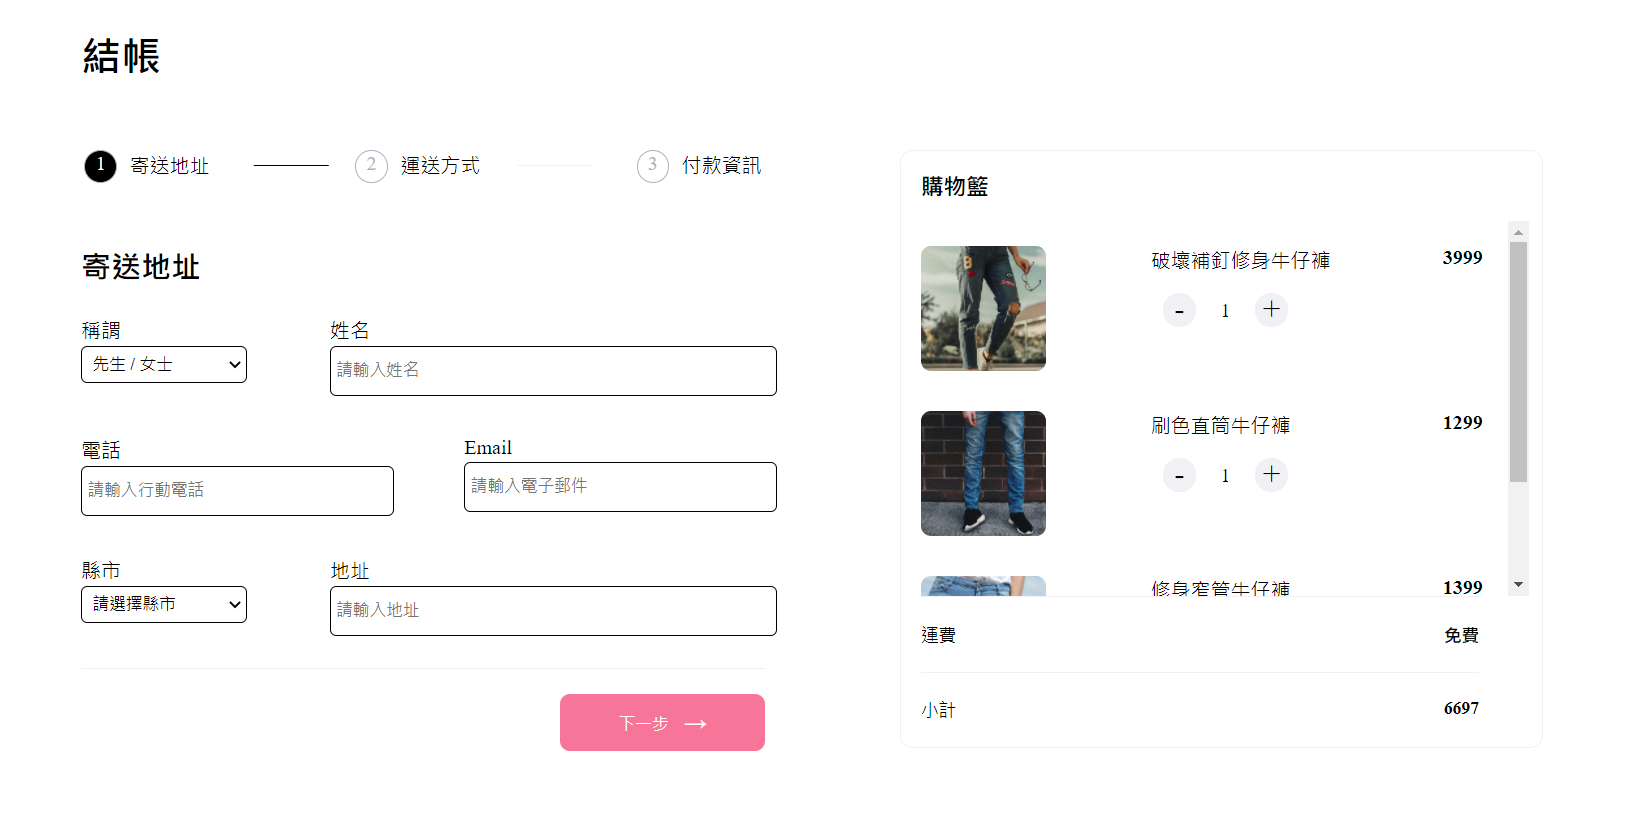 結帳
1 寄送地址 2 運送方式 3 付款資訊
寄送地址
稱謂 姓名
先生 / 女士 請輸入姓名
電話 Email
請輸入行動電話 請輸入電子郵件
縣市 地址
請選擇縣市 請輸入地址
下一步 →
購物籃
破壞補釘修身牛仔褲 3999
- 1 +
刷色直筒牛仔褲 1299
- 1 +
修身窄管牛仔褲 1399
運費 免費
小計 6697